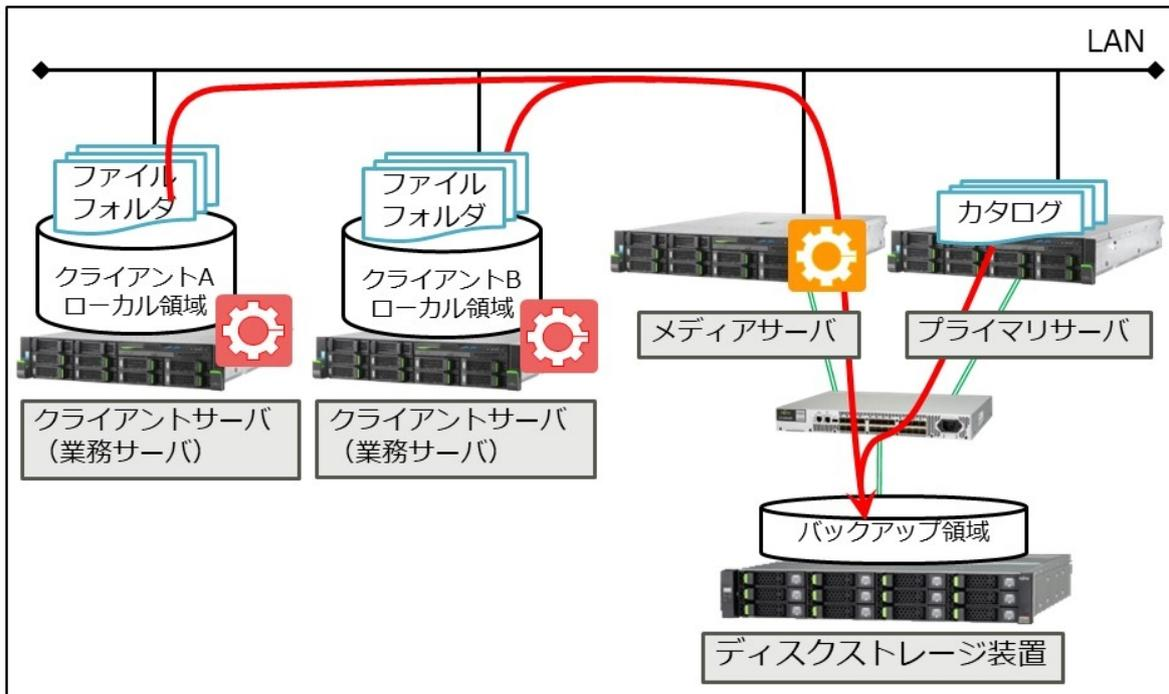 LAN
ファイル
フォルダ
クライアントA
ローカル領域
クライアントサーバ
（業務サーバ）
ファイル
フォルダ
クライアントB
ローカル領域
クライアントサーバ
（業務サーバ）
メディアサーバ
カタログ
プライマリサーバ
バックアップ領域
ディスクストレージ装置